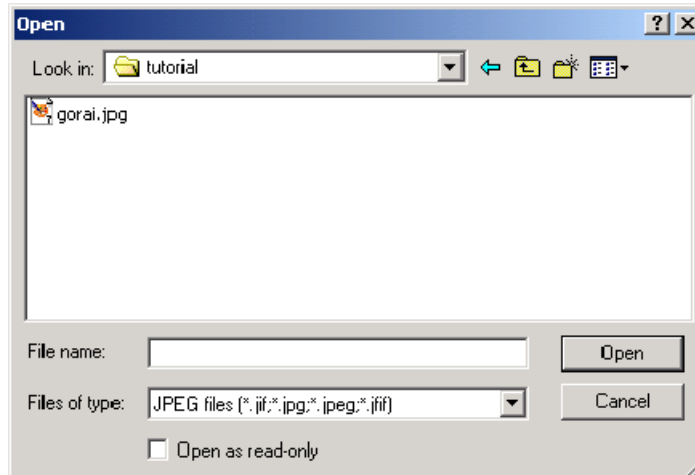 Open
Look in: tutorial
gorai.jpg
File name: Open
Files of type: JPEG files (*.jif;*.jpg;*.jpeg;*.jfif) Cancel
Open as read-only